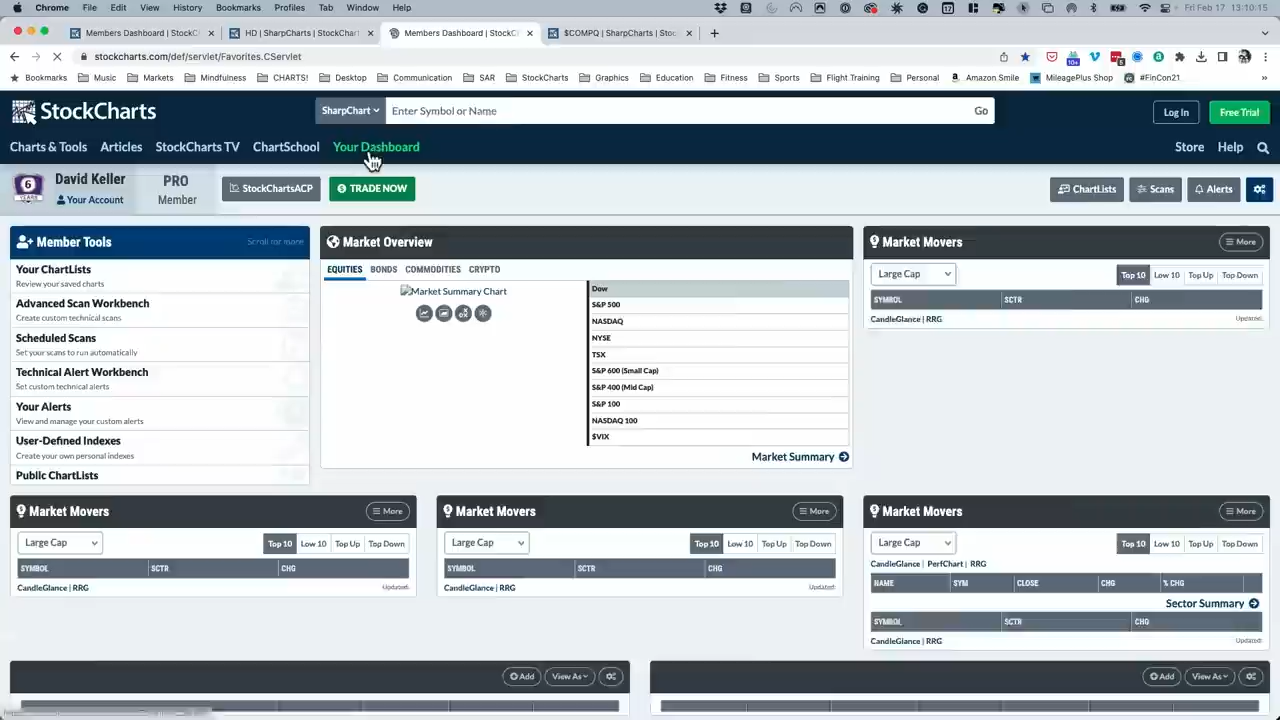 Chrome File Edit View History Bookmarks Profiles Tab Window Help Fri Feb 17 13:10:15
Members Dashboard | StockC HD | SharpCharts | StockChart Members Dashboard | StockC $COMPQ | SharpCharts | Stoc
stockcharts.com/def/servlet/Favorites.CServlet
Bookmarks Music Markets Mindfulness CHARTS! Desktop Communication SAR StockCharts Graphics Education Fitness Sports Flight Training Personal Amazon Smile MileagePlus Shop #FinCon21 »
StockCharts SharpChart Enter Symbol or Name Go Log In Free Trial
Charts & Tools Articles StockCharts TV ChartSchool Your Dashboard Store Help
6 David Keller PRO StockChartsACP TRADE NOW ChartLists Scans Alerts
Your Account Member
Member Tools Scroll for more
Your ChartLists
Review your saved charts
Advanced Scan Workbench
Create custom technical scans
Scheduled Scans
Set your scans to run automatically
Technical Alert Workbench
Set custom technical alerts
Your Alerts
View and manage your custom alerts
User-Defined Indexes
Create your own personal indexes
Public ChartLists
Market Overview
EQUITIES BONDS COMMODITIES CRYPTO
Market Summary Chart
Dow
S&P 500
NASDAQ
NYSE
TSX
S&P 600 (Small Cap)
S&P 400 (Mid Cap)
S&P 100
NASDAQ 100
$VIX
Market Summary
Market Movers More
Large Cap Top 10 Low 10 Top Up Top Down
SYMBOL SCTR CHG
CandleGlance | RRG Updated:
Market Movers More
Large Cap Top 10 Low 10 Top Up Top Down
SYMBOL SCTR CHG
CandleGlance | RRG Updated:
Market Movers More
Large Cap Top 10 Low 10 Top Up Top Down
SYMBOL SCTR CHG
CandleGlance | RRG Updated:
Market Movers More
Large Cap Top 10 Low 10 Top Up Top Down
CandleGlance | PerfChart | RRG
NAME SYM CLOSE CHG % CHG
Sector Summary
SYMBOL SCTR CHG
CandleGlance | RRG Updated:
Add View As
Add View As